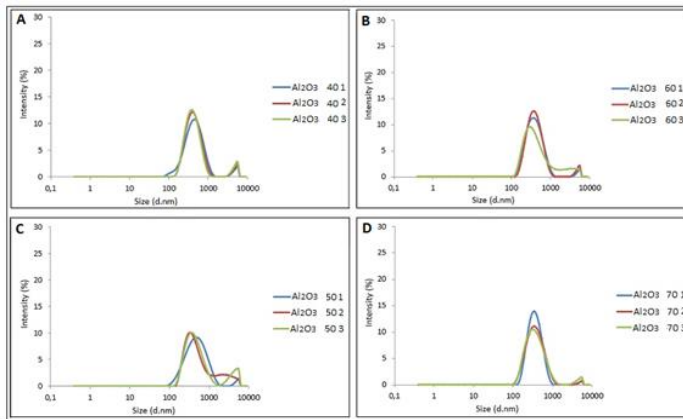 A
30
25
20
15
10
5
0
Intensity (%)
0,1 1 10 100 1000 10000
Size (d.nm)
Al2O3 40 1
Al2O3 40 2
Al2O3 40 3
B
30
25
20
15
10
5
0
Intensity (%)
0,1 1 10 100 1000 10000
Size (d.nm)
Al2O3 60 1
Al2O3 60 2
Al2O3 60 3
C
30
25
20
15
10
5
0
Intensity (%)
0,1 1 10 100 1000 10000
Size (d.nm)
Al2O3 50 1
Al2O3 50 2
Al2O3 50 3
D
30
25
20
15
10
5
0
Intensity (%)
0,1 1 10 100 1000 10000
Size (d.nm)
Al2O3 70 1
Al2O3 70 2
Al2O3 70 3